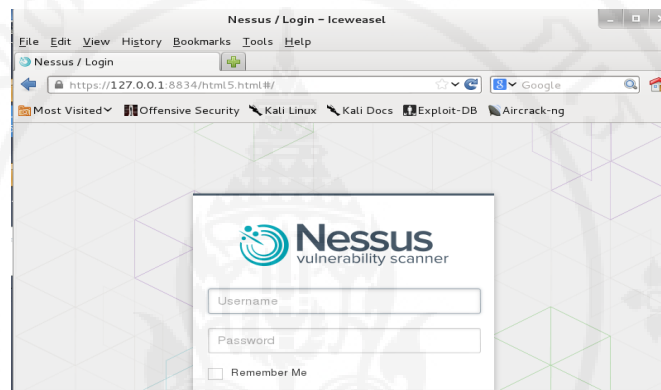 Nessus / Login – Iceweasel
File Edit View History Bookmarks Tools Help
Nessus / Login
https://127.0.0.1:8834/html5.html#/
Google
Most Visited Offensive Security Kali Linux Kali Docs Exploit-DB Aircrack-ng
Nessus
vulnerability scanner
Username
Password
Remember Me